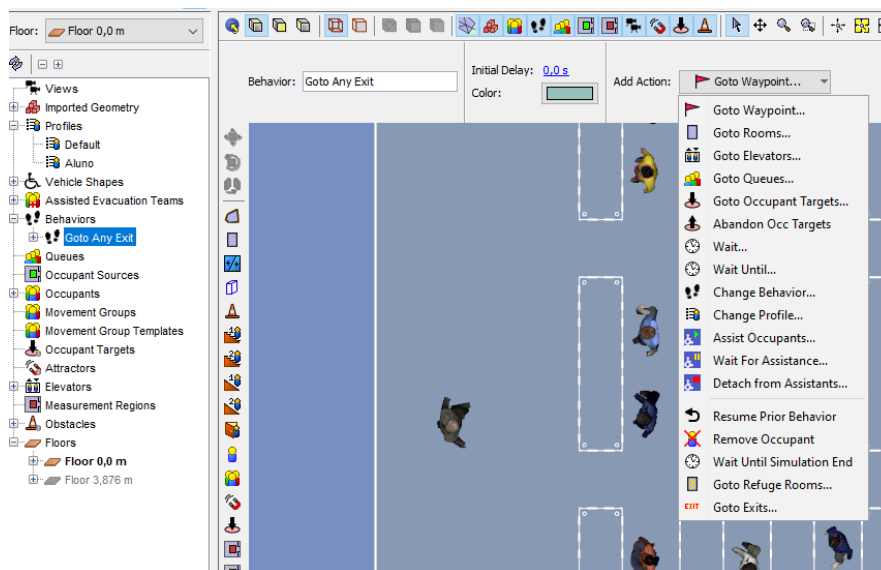 Floor: Floor 0,0 m
Views
Imported Geometry
Profiles
Default
Aluno
Vehicle Shapes
Assisted Evacuation Teams
Behaviors
Goto Any Exit
Queues
Occupant Sources
Occupants
Movement Groups
Movement Group Templates
Occupant Targets
Attractors
Elevators
Measurement Regions
Obstacles
Floors
Floor 0,0 m
Floor 3,876 m
Behavior: Goto Any Exit
Initial Delay: 0,0 s
Color:
Add Action: Goto Waypoint...
Goto Waypoint...
Goto Rooms...
Goto Elevators...
Goto Queues...
Goto Occupant Targets...
Abandon Occ Targets
Wait...
Wait Until...
Change Behavior...
Change Profile...
Assist Occupants...
Wait For Assistance...
Detach from Assistants...
Resume Prior Behavior
Remove Occupant
Wait Until Simulation End
Goto Refuge Rooms...
EXIT Goto Exits...